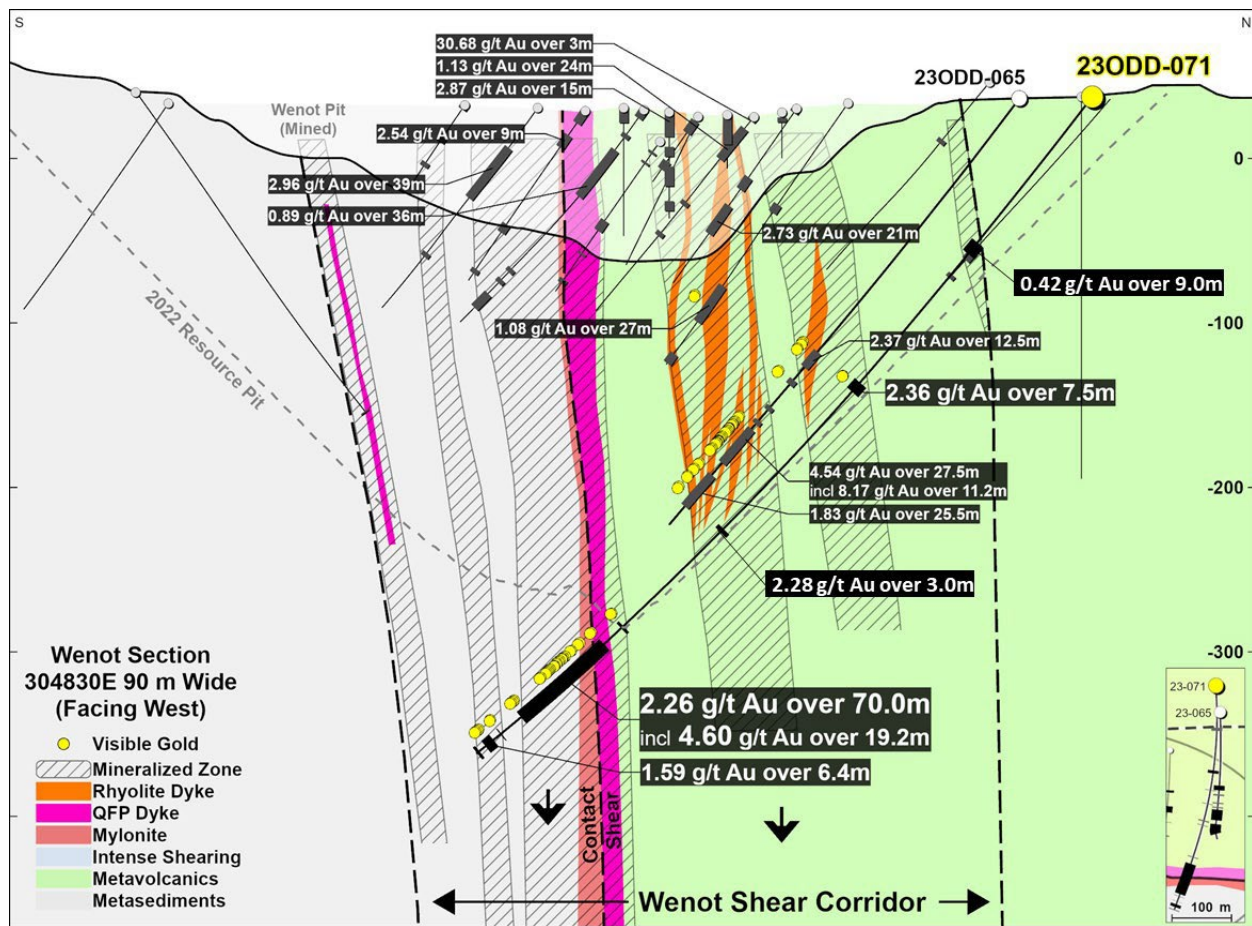 S
N
30.68 g/t Au over 3m
1.13 g/t Au over 24m
2.87 g/t Au over 15m
23ODD-065
23ODD-071
Wenot Pit
(Mined)
2.54 g/t Au over 9m
0
2.96 g/t Au over 39m
0.89 g/t Au over 36m
2.73 g/t Au over 21m
0.42 g/t Au over 9.0m
2022 Resource Pit
-100
1.08 g/t Au over 27m
2.37 g/t Au over 12.5m
2.36 g/t Au over 7.5m
4.54 g/t Au over 27.5m
incl 8.17 g/t Au over 11.2m
-200
1.83 g/t Au over 25.5m
2.28 g/t Au over 3.0m
-300
Wenot Section
304830E 90 m Wide
(Facing West)
Visible Gold
Mineralized Zone
Rhyolite Dyke
QFP Dyke
Mylonite
Intense Shearing
Metavolcanics
Metasediments
2.26 g/t Au over 70.0m
incl 4.60 g/t Au over 19.2m
1.59 g/t Au over 6.4m
Contact
Shear
Wenot Shear Corridor
23-071
23-065
100 m